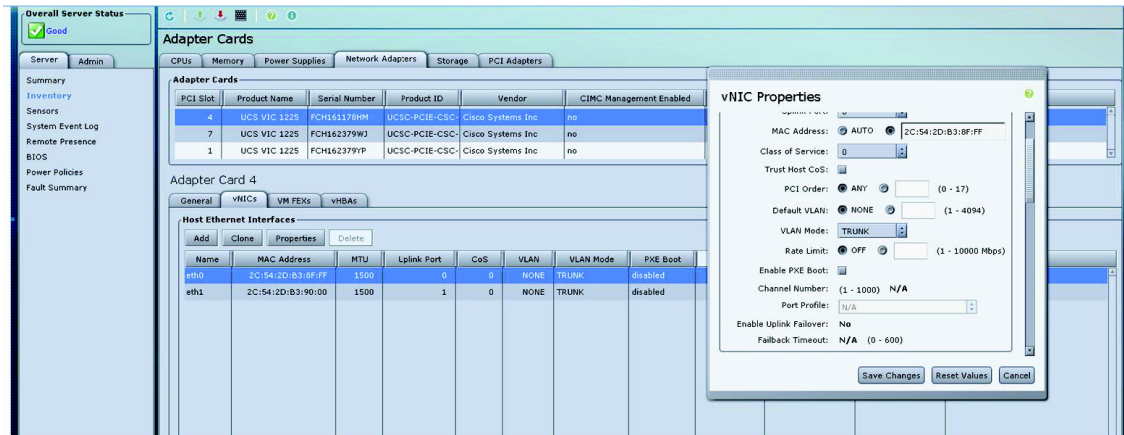 Overall Server Status
Good
Server Admin
Summary
Inventory
Sensors
System Event Log
Remote Presence
BIOS
Power Policies
Fault Summary
Adapter Cards
CPUs Memory Power Supplies Network Adapters Storage PCI Adapters
Adapter Cards
PCI Slot Product Name Serial Number Product ID Vendor CIMC Management Enabled
4 UCS VIC 1225 FCH161178HM UCSC-PCIE-CSC- Cisco Systems Inc no
7 UCS VIC 1225 FCH162379WJ UCSC-PCIE-CSC- Cisco Systems Inc no
1 UCS VIC 1225 FCH162379YP UCSC-PCIE-CSC- Cisco Systems Inc no
Adapter Card 4
General vNICs VM FEXs vHBAs
Host Ethernet Interfaces
Add Clone Properties Delete
Name MAC Address MTU Uplink Port CoS VLAN VLAN Mode PXE Boot
eth0 2C:54:2D:B3:8F:FF 1500 0 0 NONE TRUNK disabled
eth1 2C:54:2D:B3:90:00 1500 1 0 NONE TRUNK disabled
vNIC Properties
Uplink Port: 0
MAC Address: AUTO 2C:54:2D:B3:8F:FF
Class of Service: 0
Trust Host CoS:
PCI Order: ANY (0 - 17)
Default VLAN: NONE (1 - 4094)
VLAN Mode: TRUNK
Rate Limit: OFF (1 - 10000 Mbps)
Enable PXE Boot:
Channel Number: (1 - 1000) N/A
Port Profile: N/A
Enable Uplink Failover: No
Failback Timeout: N/A (0 - 600)
Save Changes Reset Values Cancel